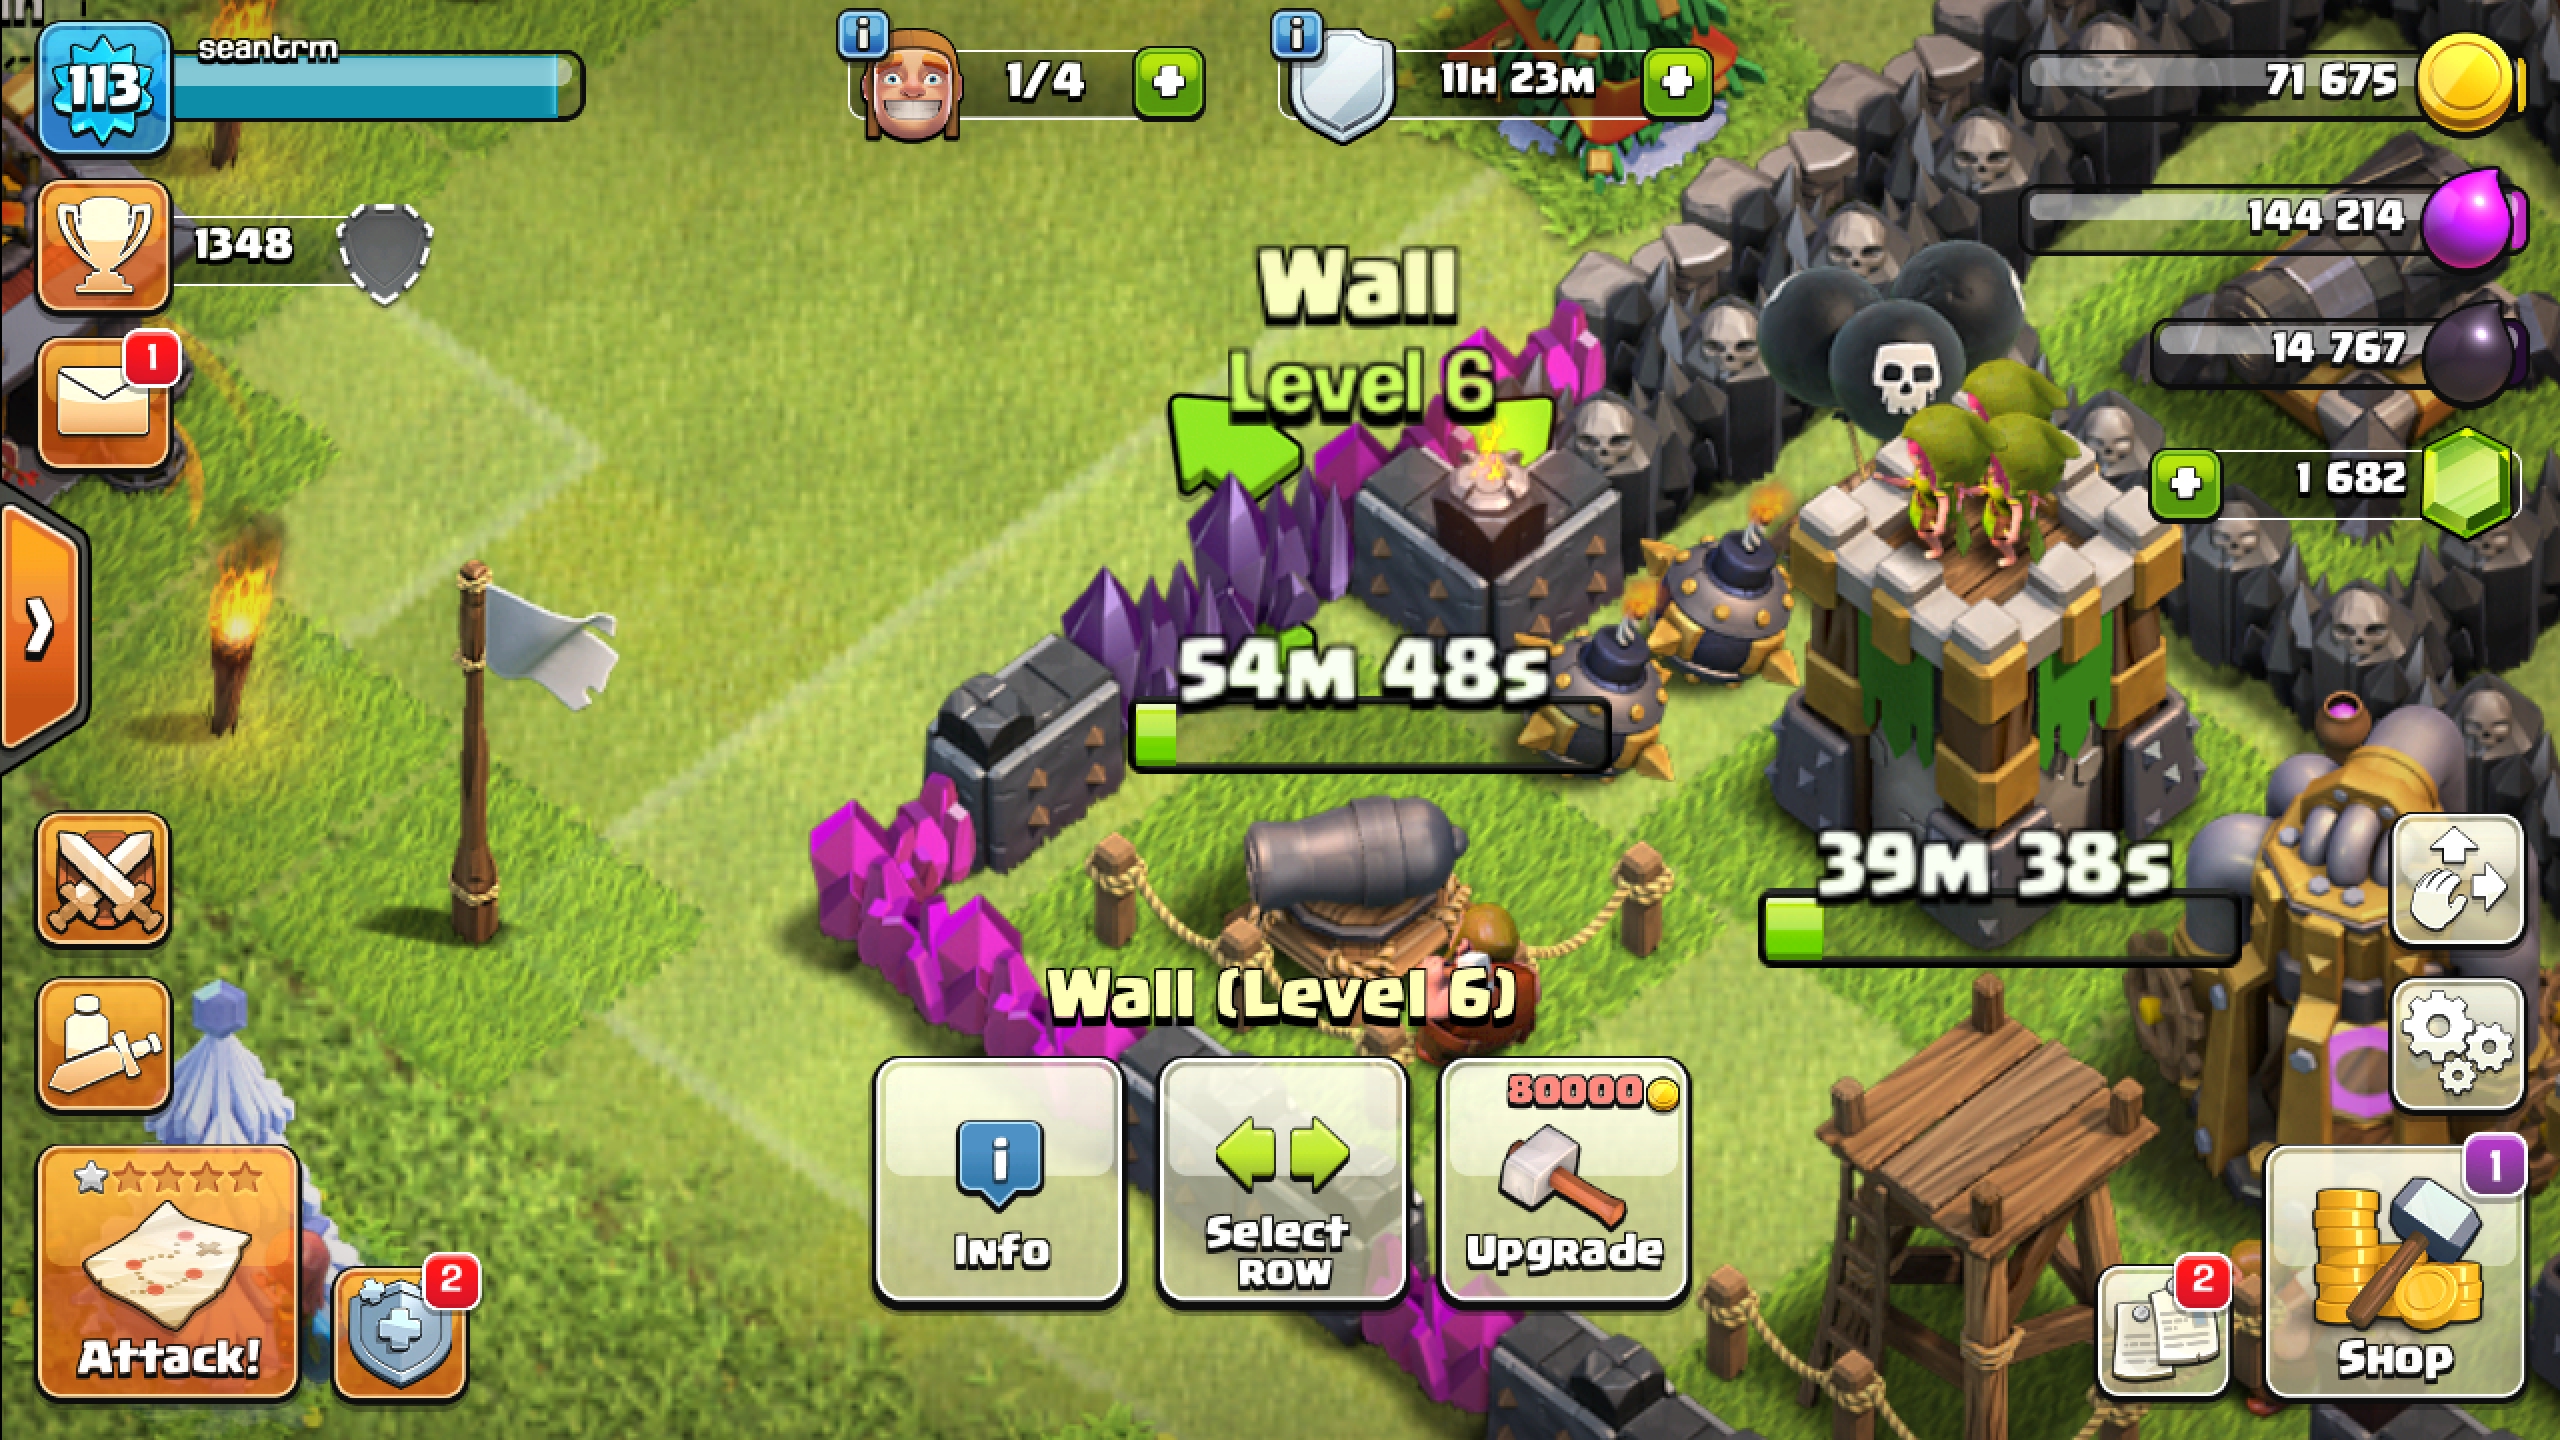 113
seantrm
1/4
11H 23M
71 675
1348
144 214
1
14 767
1 682
Wall
Level 6
54M 48s
39M 38s
Wall (Level 6)
Info
Select
Row
80000
Upgrade
Attack!
2
2
1
Shop